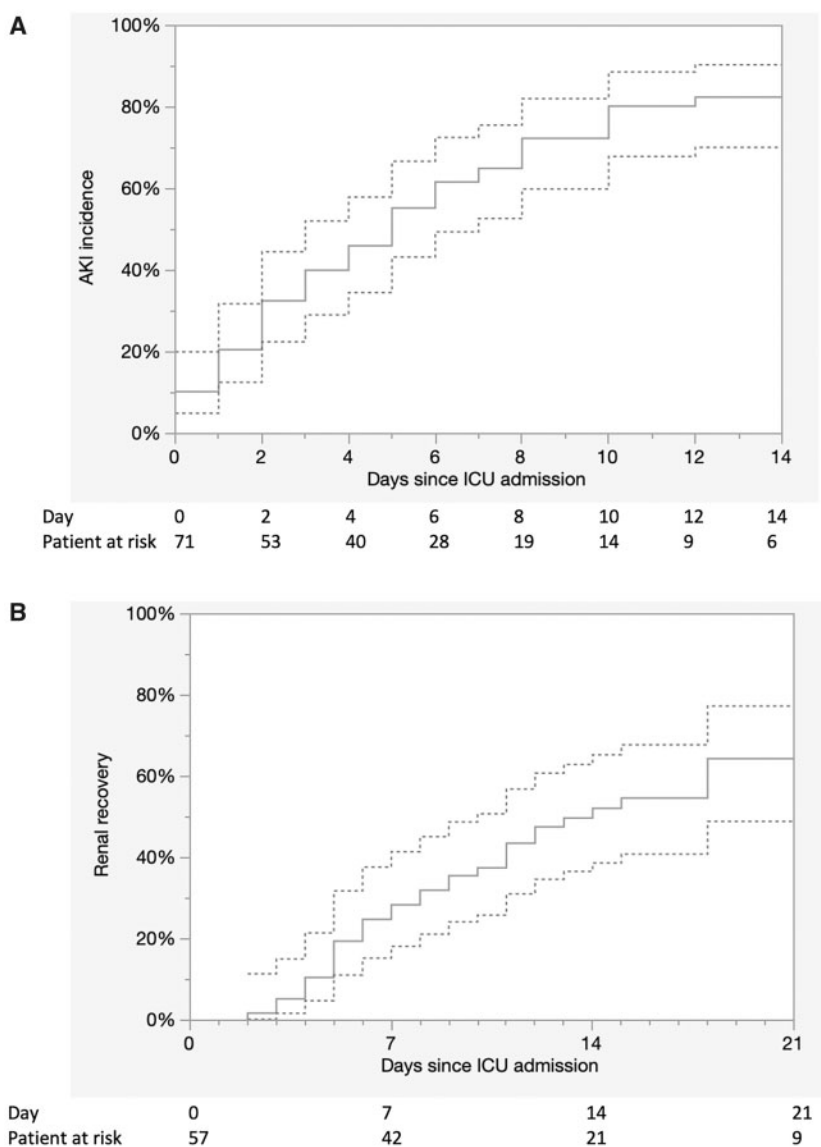 A
100%
80%
60%
40%
20%
0%
AKI incidence
0 2 4 6 8 10 12 14
Days since ICU admission
Day 0 2 4 6 8 10 12 14
Patient at risk 71 53 40 28 19 14 9 6
B
100%
80%
60%
40%
20%
0%
Renal recovery
0 7 14 21
Days since ICU admission
Day 0 7 14 21
Patient at risk 57 42 21 9